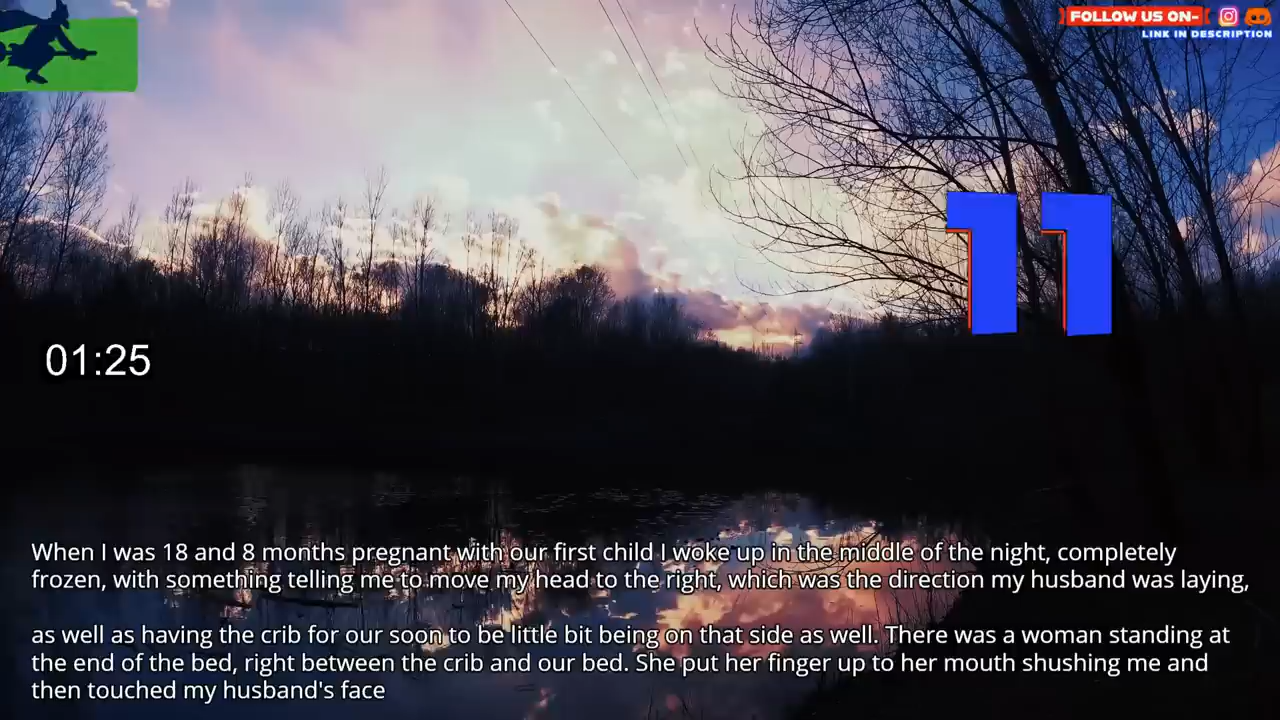 FOLLOW US ON-
LINK IN DESCRIPTION
11
01:25
When I was 18 and 8 months pregnant with our first child I woke up in the middle of the night, completely
frozen, with something telling me to move my head to the right, which was the direction my husband was laying,
as well as having the crib for our soon to be little bit being on that side as well. There was a woman standing at
the end of the bed, right between the crib and our bed. She put her finger up to her mouth shushing me and
then touched my husband's face